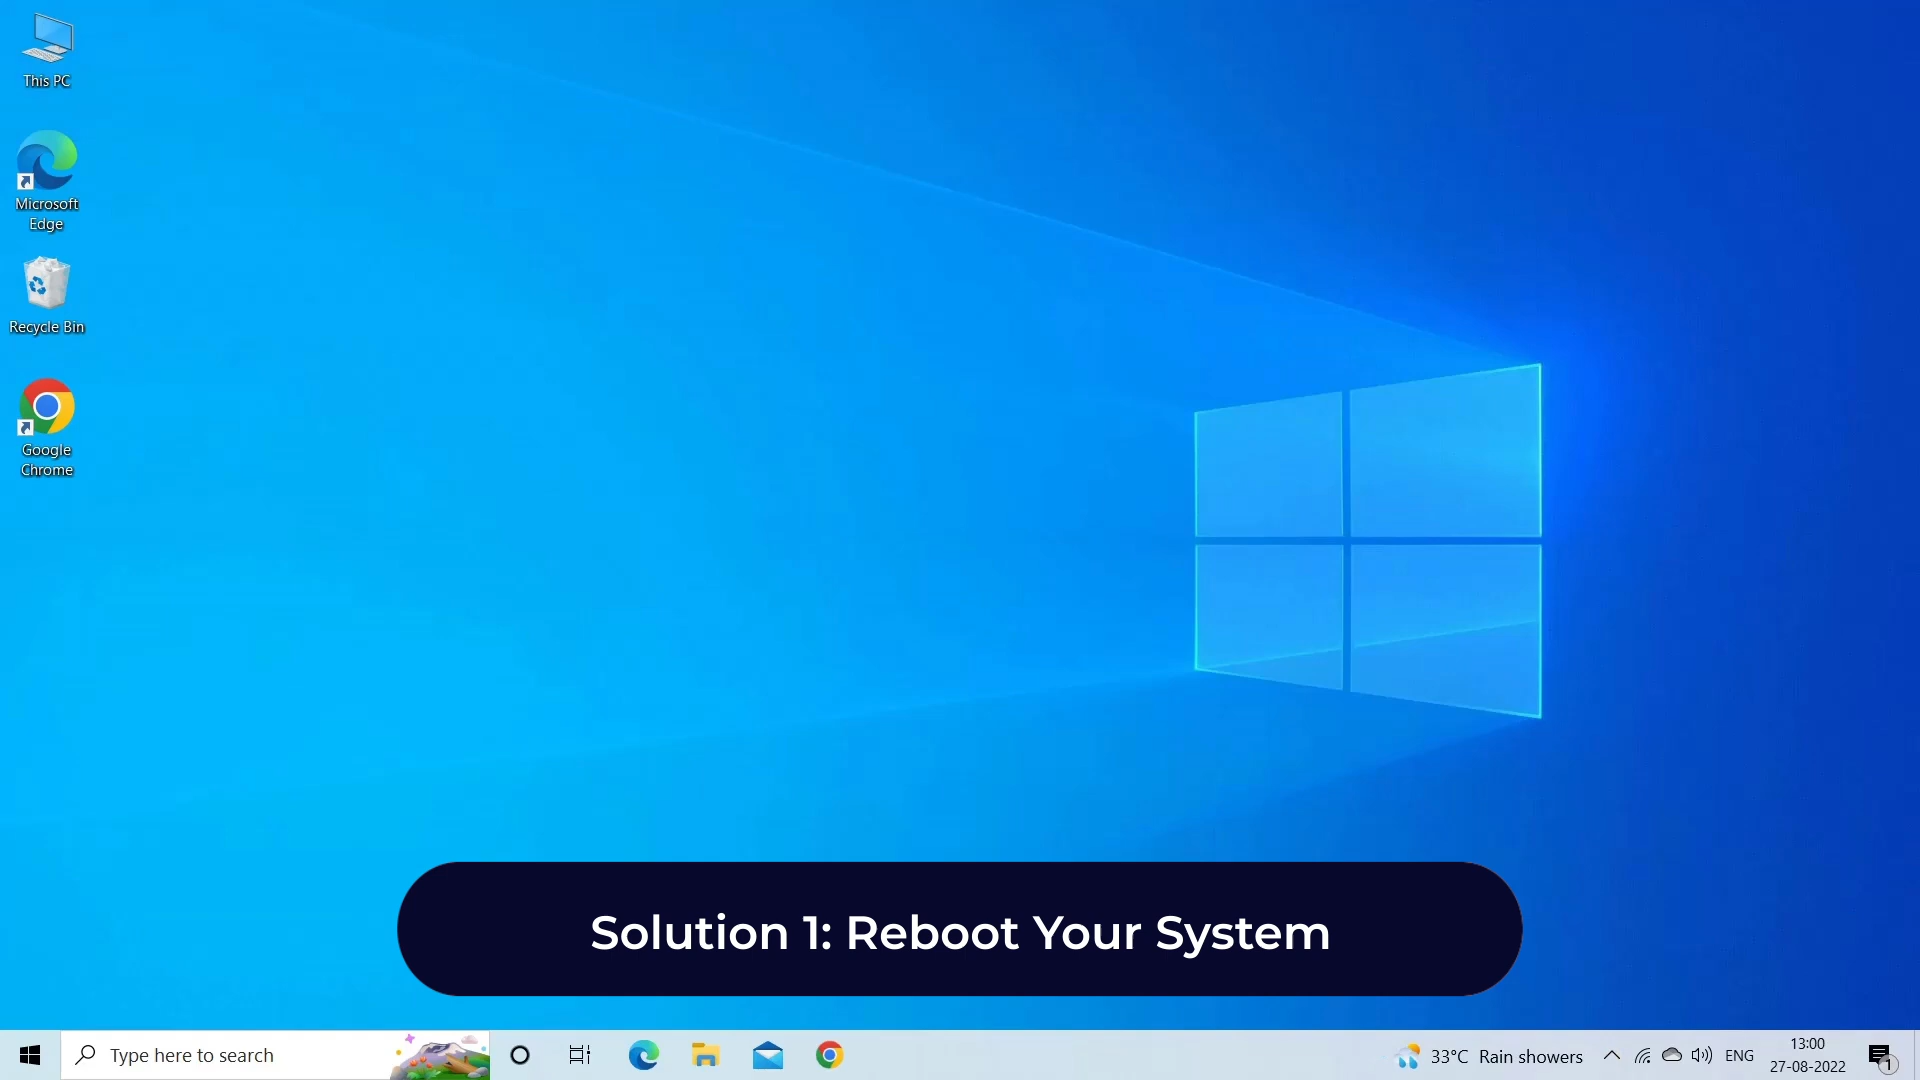 This PC
Microsoft
Edge
Recycle Bin
Google
Chrome
Solution 1: Reboot Your System
Type here to search
33°C Rain showers
ENG
13:00
27-08-2022
1